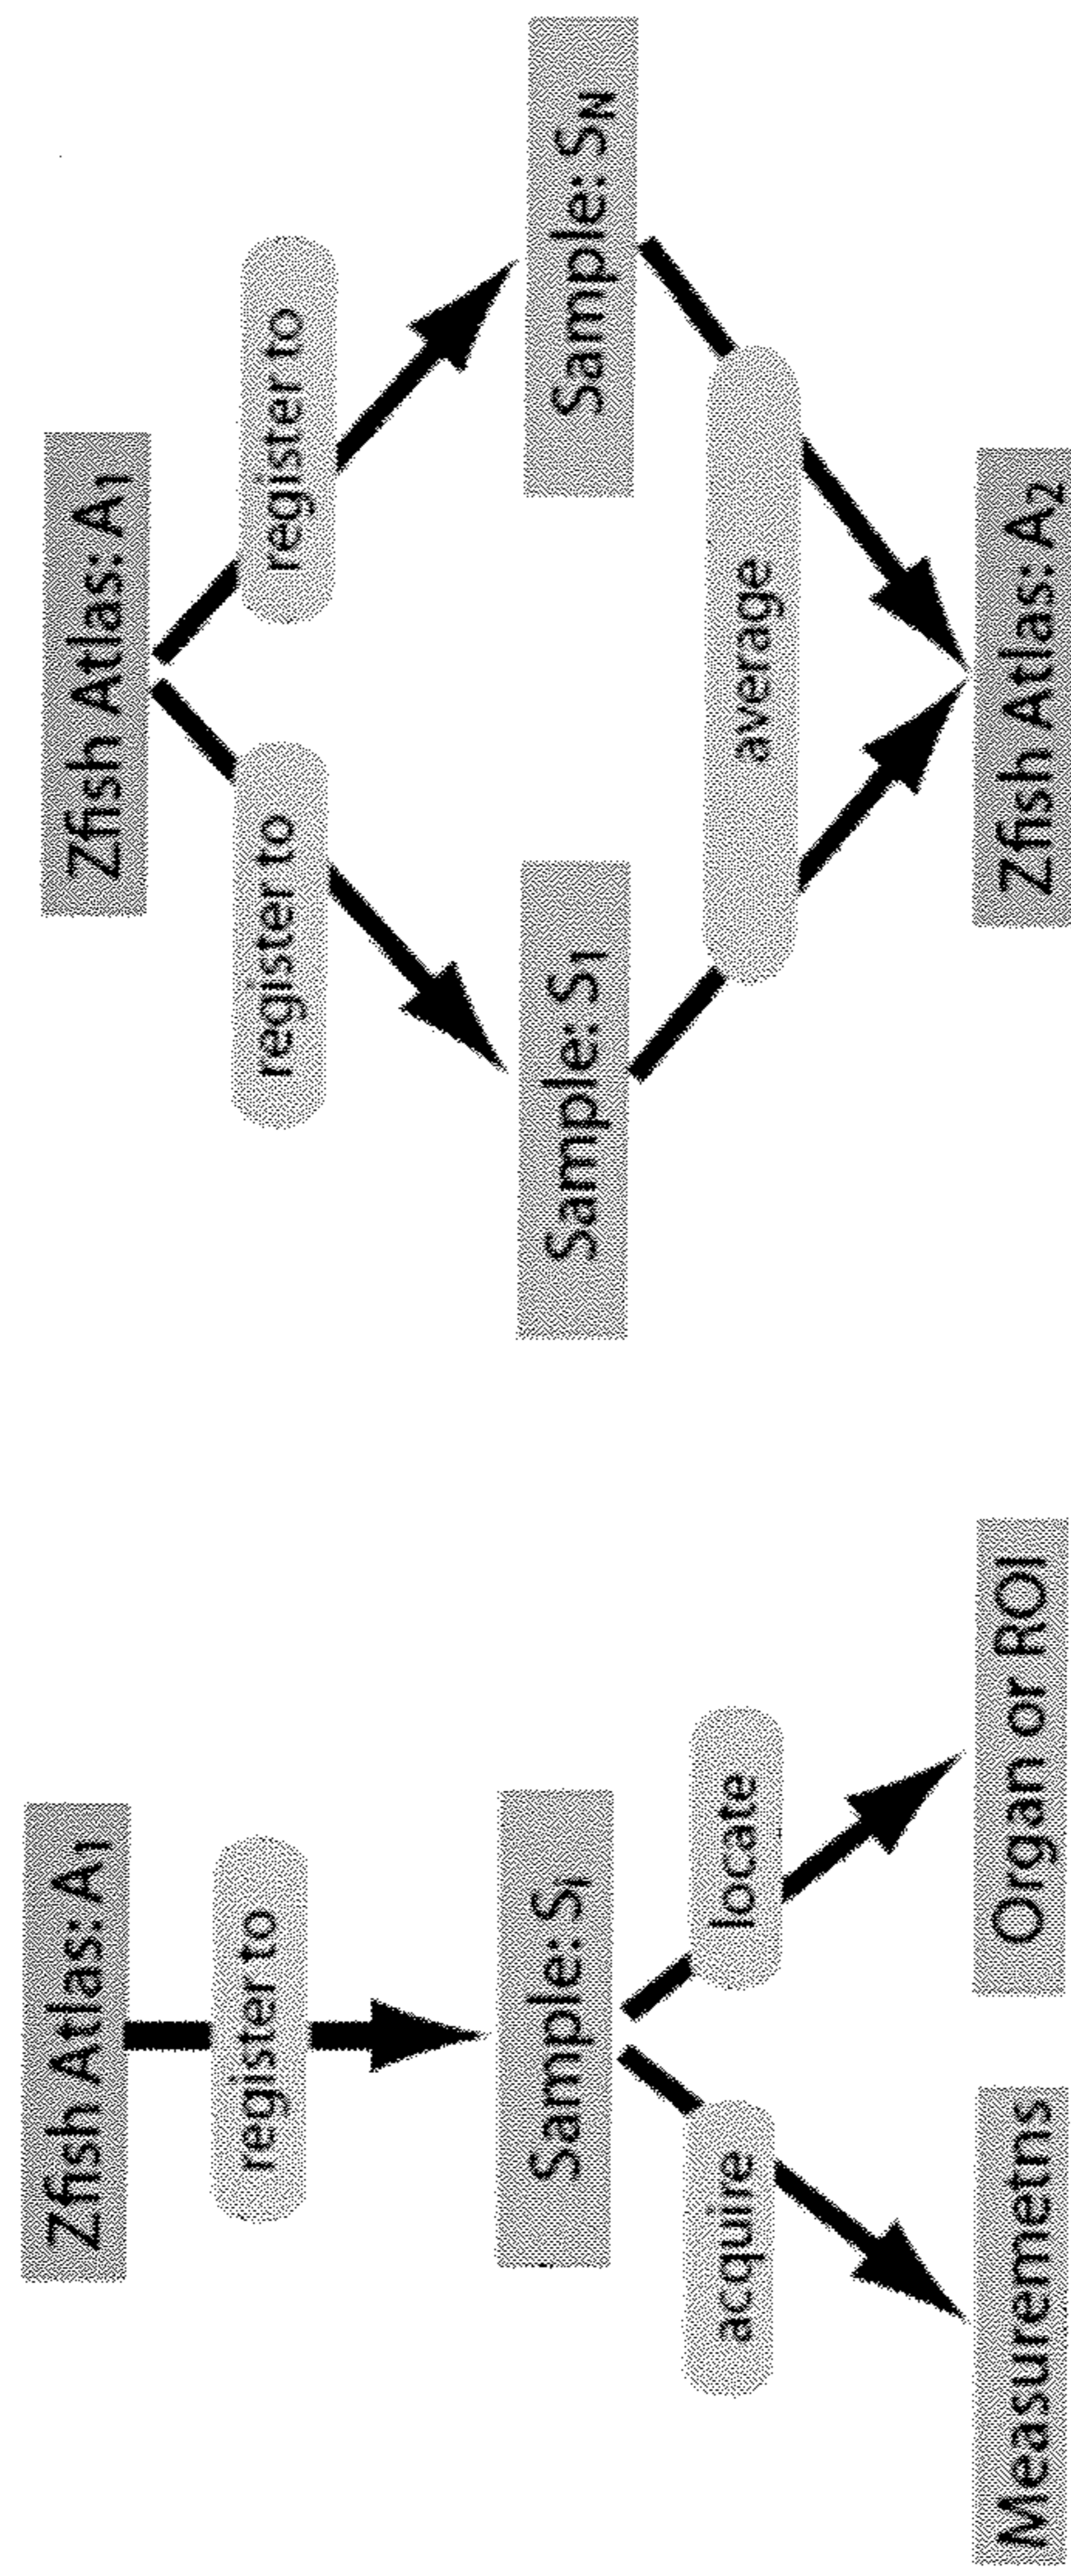 Zfish Atlas: A1
register to
Sample: SI
acquire
locate
Measuremetns
Organ or ROI
Zfish Atlas: A1
register to
register to
Sample: S1
Sample: SN
average
Zfish Atlas: A2